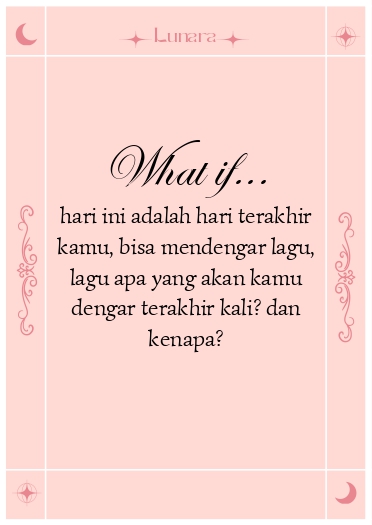 Lunara
What if...
hari ini adalah hari terakhir
kamu, bisa mendengar lagu,
lagu apa yang akan kamu
dengar terakhir kali? dan
kenapa?